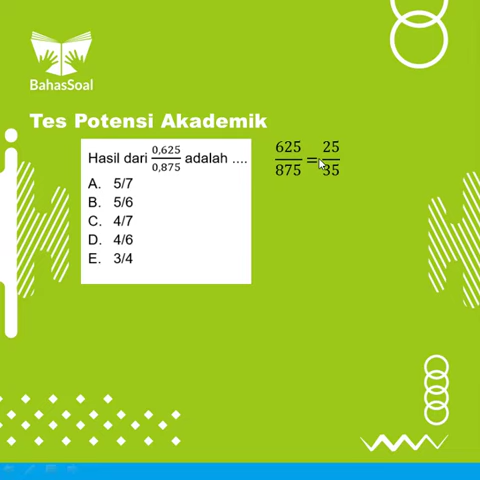 BahasSoal
Tes Potensi Akademik
Hasil dari 0,625/0,875 adalah ....
A. 5/7
B. 5/6
C. 4/7
D. 4/6
E. 3/4
625/875 = 25/35